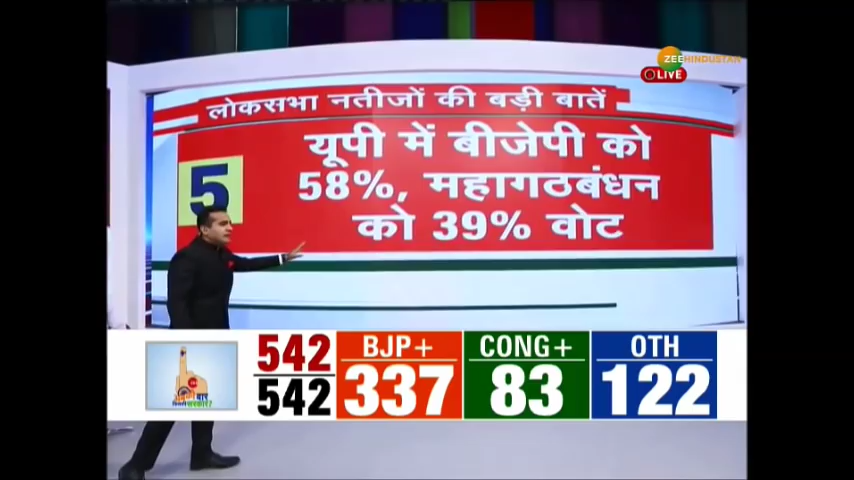 ZEE HINDUSTAN
LIVE
लोकसभा नतीजों की बड़ी बातें
5
यूपी में बीजेपी को
58%, महागठबंधन
को 39% वोट
542
542
BJP+
337
CONG+
83
OTH
122